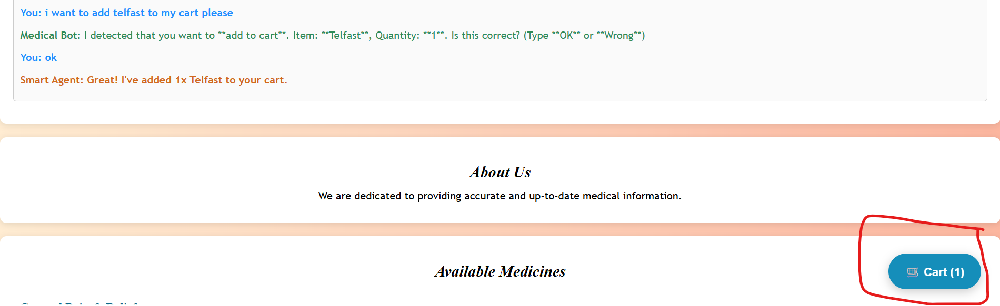 You: i want to add telfast to my cart please
Medical Bot: I detected that you want to **add to cart**. Item: **Telfast**, Quantity: **1**. Is this correct? (Type **OK** or **Wrong**)
You: ok
Smart Agent: Great! I've added 1x Telfast to your cart.
About Us
We are dedicated to providing accurate and up-to-date medical information.
Available Medicines
Cart (1)